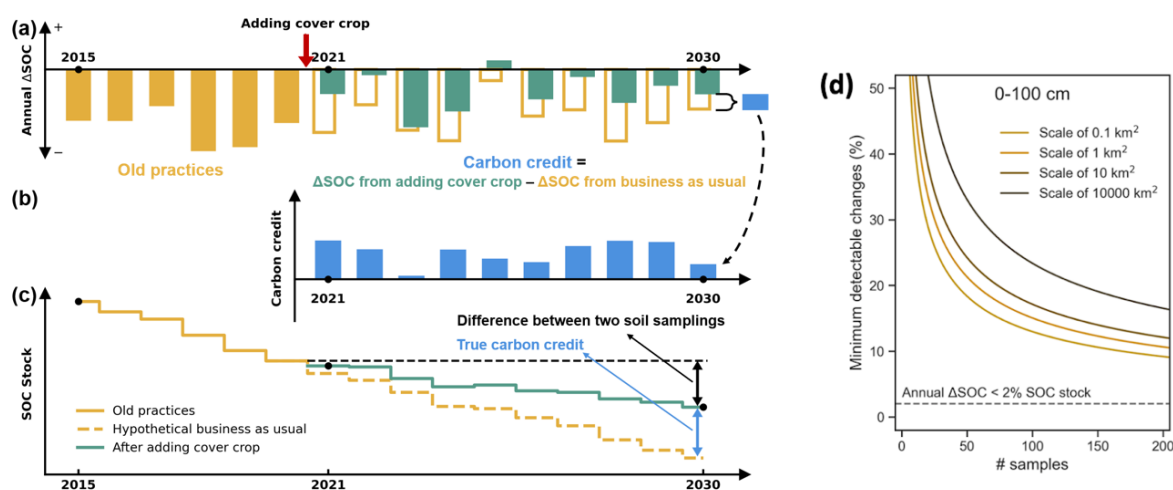 (a)
+
Annual ΔSOC
−
Adding cover crop
2015
2021
2030
Old practices
Carbon credit =
ΔSOC from adding cover crop – ΔSOC from business as usual
(b)
Carbon credit
2021
2030
(c)
SOC Stock
Difference between two soil samplings
True carbon credit
Old practices
Hypothetical business as usual
After adding cover crop
2015
2021
2030
(d)
0-100 cm
Scale of 0.1 km²
Scale of 1 km²
Scale of 10 km²
Scale of 10000 km²
Minimum detectable changes (%)
50
40
30
20
10
0
Annual ΔSOC < 2% SOC stock
0
50
100
150
200
# samples